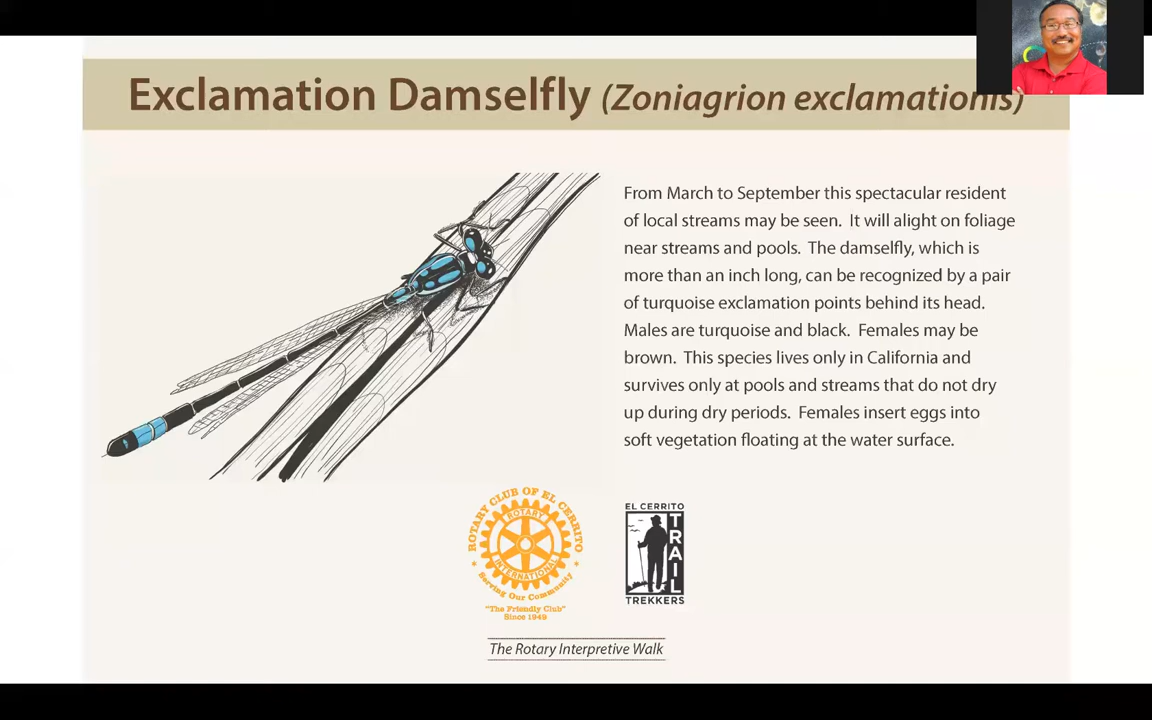 Exclamation Damselfly (Zoniagrion exclamationis)
From March to September this spectacular resident
of local streams may be seen.  It will alight on foliage
near streams and pools.  The damselfly, which is
more than an inch long, can be recognized by a pair
of turquoise exclamation points behind its head.
Males are turquoise and black.  Females may be
brown.  This species lives only in California and
survives only at pools and streams that do not dry
up during dry periods.  Females insert eggs into
soft vegetation floating at the water surface.
ROTARY CLUB OF EL CERRITO
ROTARY
INTERNATIONAL
Serving Our Community
"The Friendly Club"
Since 1949
EL CERRITO
TRAIL
TREKKERS
The Rotary Interpretive Walk